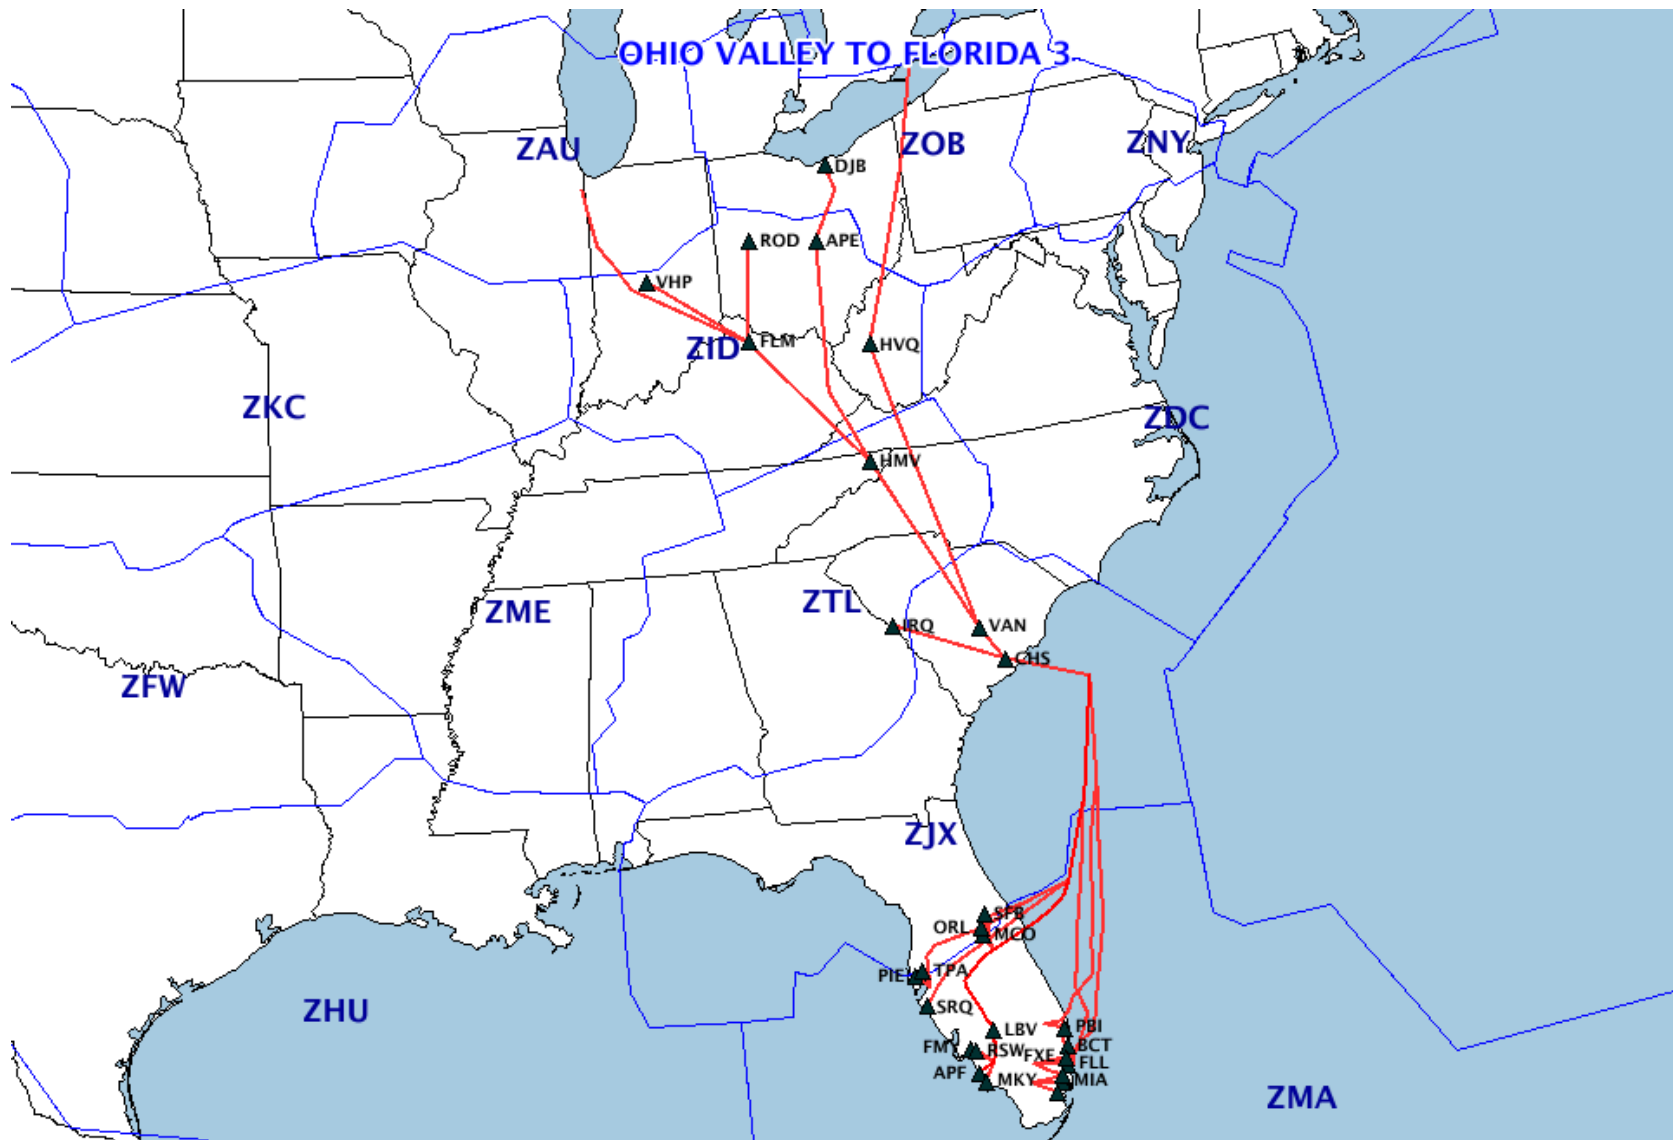 OHIO VALLEY TO FLORIDA 3
ZAU
ZOB
ZNY
DJB
ROD
APE
VHP
ZID
FLM
HVQ
ZKC
ZDC
HMV
ZME
ZTL
IRQ
VAN
CHS
ZFW
ZJX
SFB
ORL
MCO
PIE
TPA
SRQ
ZHU
LBV
PBI
FMY
RSW
FXE
BCT
FLL
APF
MKY
MIA
ZMA